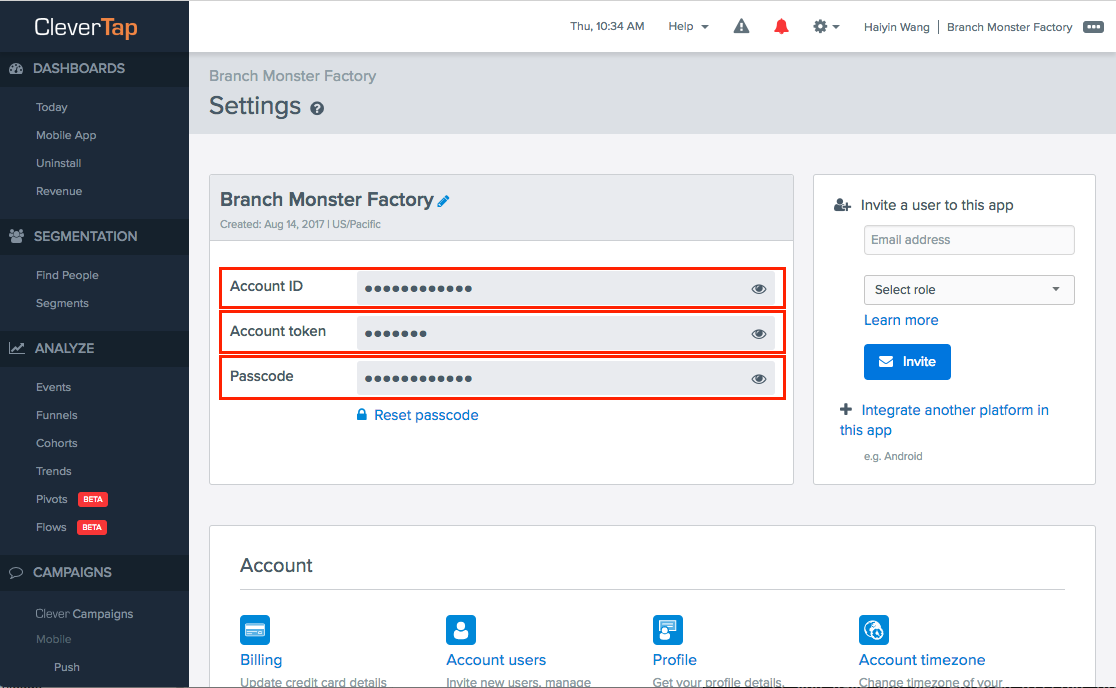 CleverTap
Thu, 10:34 AM
Help
Haiyin Wang
Branch Monster Factory
DASHBOARDS
Today
Mobile App
Uninstall
Revenue
SEGMENTATION
Find People
Segments
ANALYZE
Events
Funnels
Cohorts
Trends
Pivots BETA
Flows BETA
CAMPAIGNS
Clever Campaigns
Mobile
Push
Branch Monster Factory
Settings ?
Branch Monster Factory
Created: Aug 14, 2017 | US/Pacific
Account ID ●●●●●●●●●●●●
Account token ●●●●●●●
Passcode ●●●●●●●●●●●●
Reset passcode
Invite a user to this app
Email address
Select role
Learn more
Invite
Integrate another platform in
this app
e.g. Android
Account
Billing
Update credit card details
Account users
Invite new users, manage
Profile
Get your profile details,
Account timezone
Change timezone of your